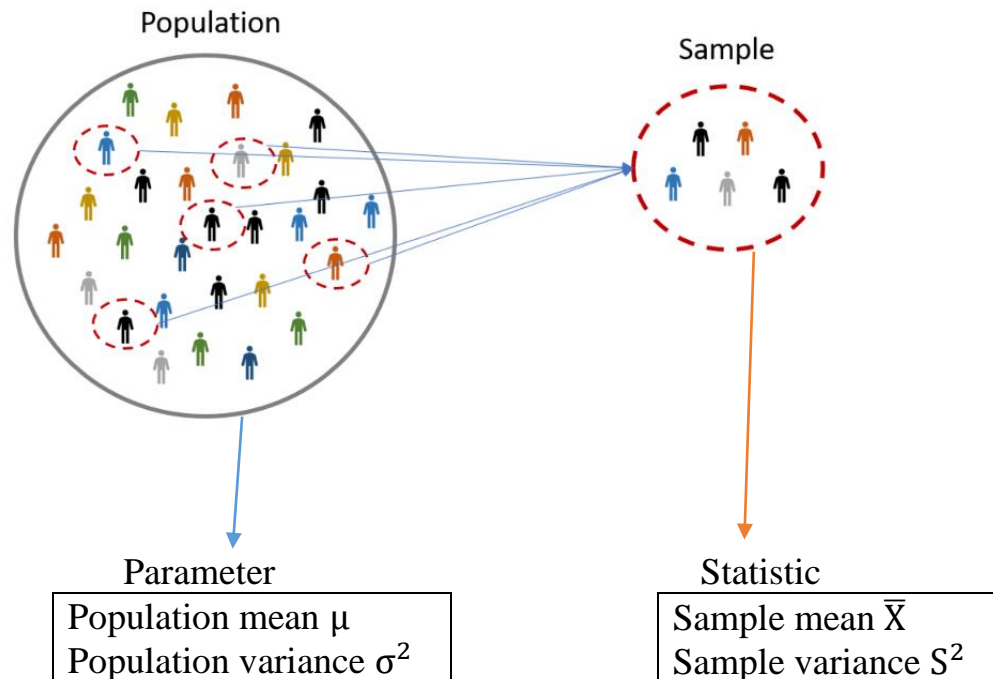 Population
Sample
Parameter
Population mean μ
Population variance σ²
Statistic
Sample mean X̅
Sample variance S²